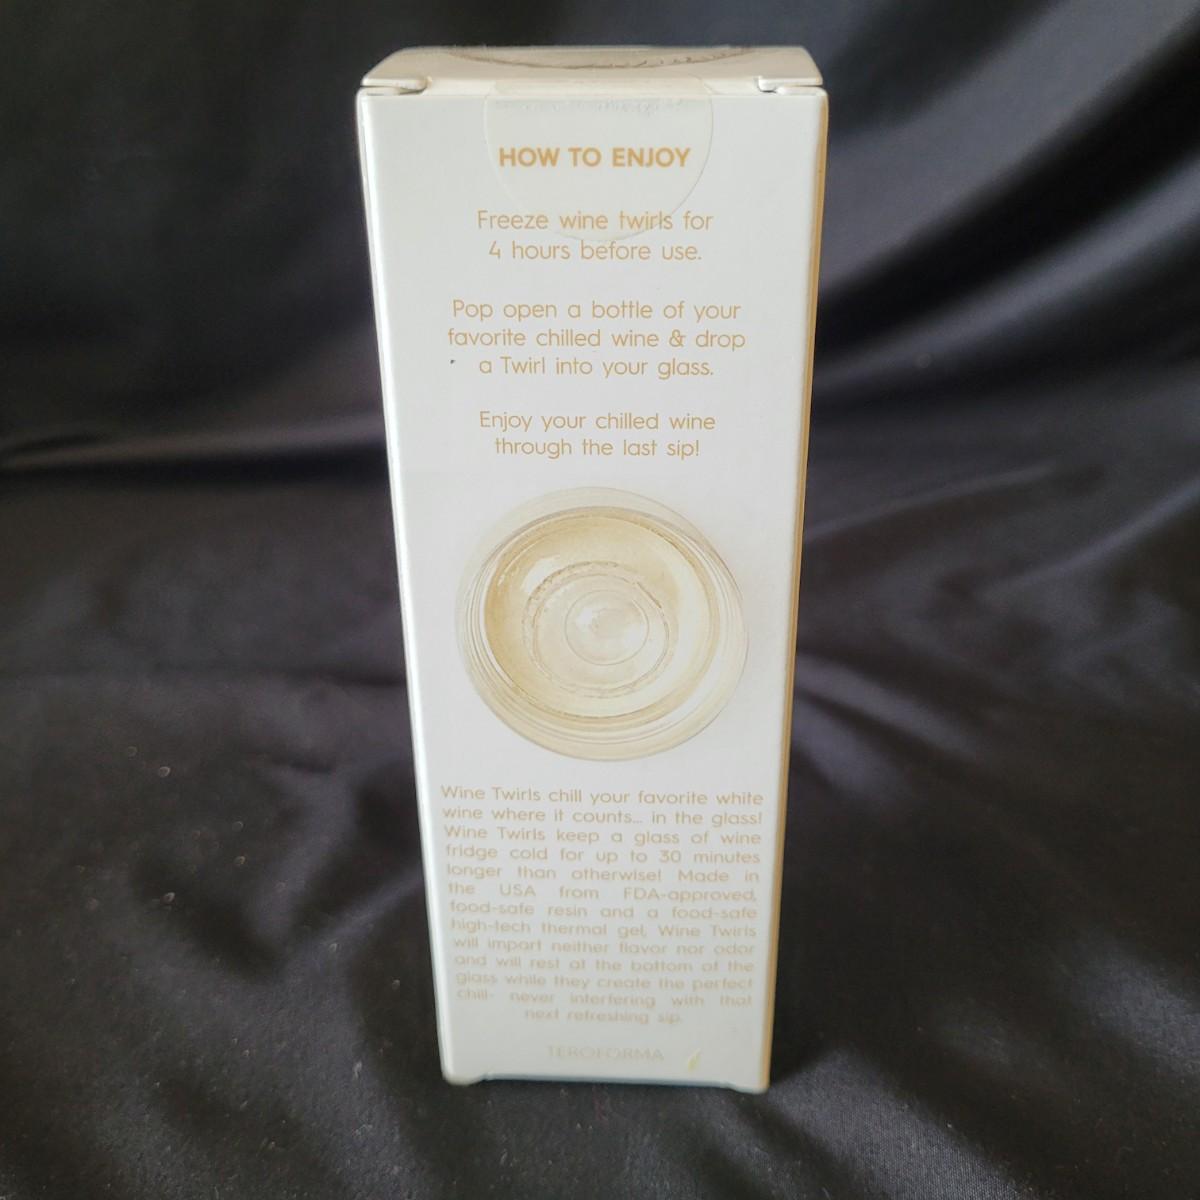 HOW TO ENJOY
Freeze wine twirls for
4 hours before use.
Pop open a bottle of your
favorite chilled wine & drop
a Twirl into your glass.
Enjoy your chilled wine
through the last sip!
Wine Twirls chill your favorite white
wine where it counts... in the glass!
Wine Twirls keep a glass of wine
fridge cold for up to 30 minutes
longer than otherwise! Made in
the USA from FDA-approved,
food-safe resin and a food-safe
high-tech thermal gel, Wine Twirls
will impart neither flavor nor odor
and will rest at the bottom of the
glass while they create the perfect
chill- never interfering with that
next refreshing sip.
TEROFORMA